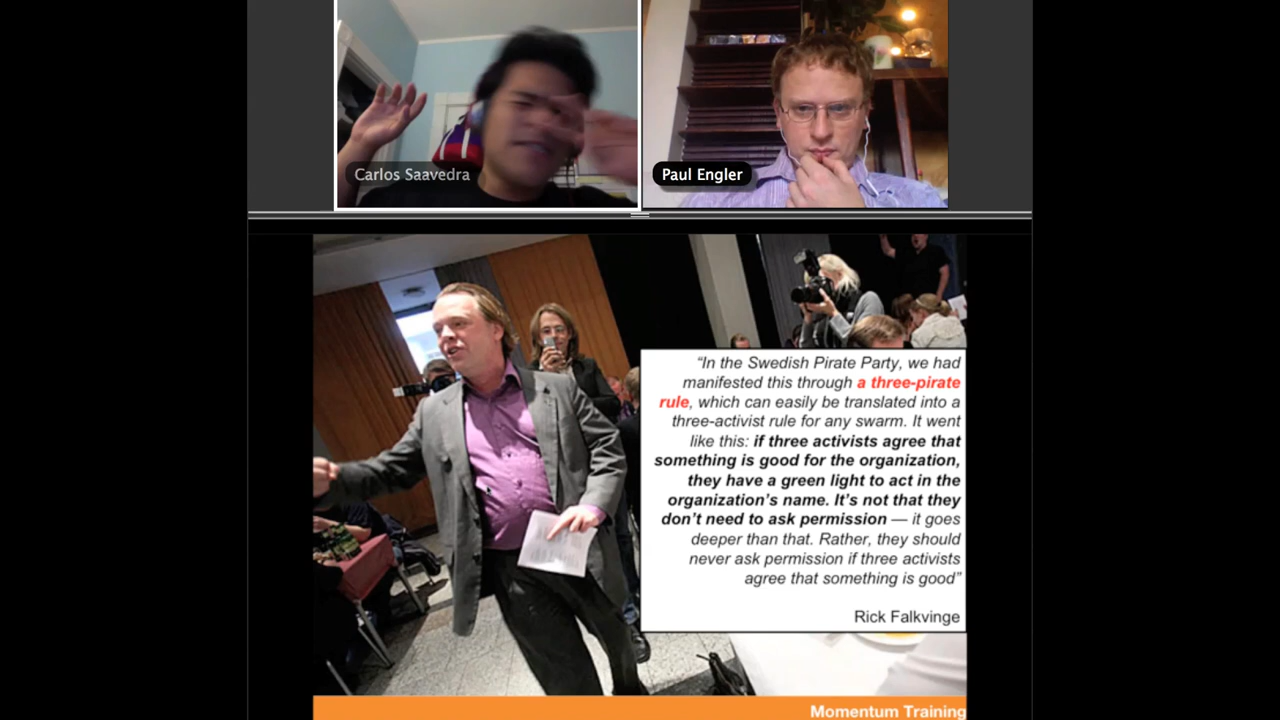 Carlos Saavedra
Paul Engler
“In the Swedish Pirate Party, we had
manifested this through a three-pirate
rule, which can easily be translated into a
three-activist rule for any swarm. It went
like this: if three activists agree that
something is good for the organization,
they have a green light to act in the
organization’s name. It’s not that they
don’t need to ask permission — it goes
deeper than that. Rather, they should
never ask permission if three activists
agree that something is good”
Rick Falkvinge
Momentum Training